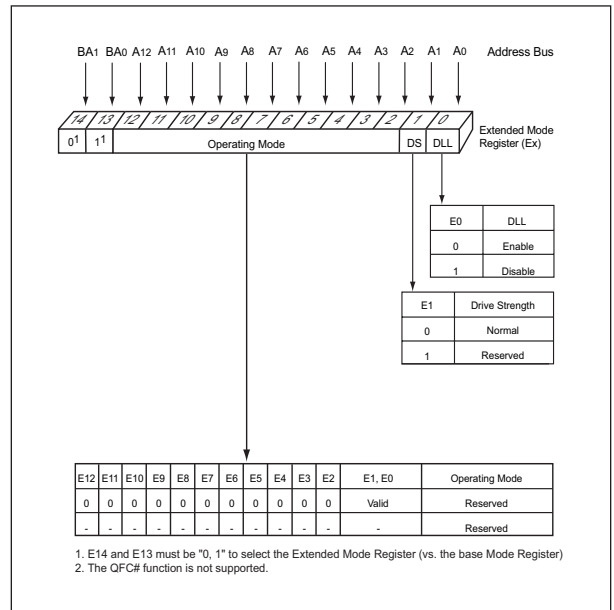 BA1 BA0 A12 A11 A10 A9 A8 A7 A6 A5 A4 A3 A2 A1 A0 Address Bus
14 13 12 11 10 9 8 7 6 5 4 3 2 1 0
01 11 Operating Mode DS DLL
Extended Mode
Register (Ex)
E0 DLL
0 Enable
1 Disable
E1 Drive Strength
0 Normal
1 Reserved
E12 E11 E10 E9 E8 E7 E6 E5 E4 E3 E2 E1, E0 Operating Mode
0 0 0 0 0 0 0 0 0 0 0 Valid Reserved
- - - - - - - - - - - - Reserved
1. E14 and E13 must be "0, 1" to select the Extended Mode Register (vs. the base Mode Register)
2. The QFC# function is not supported.